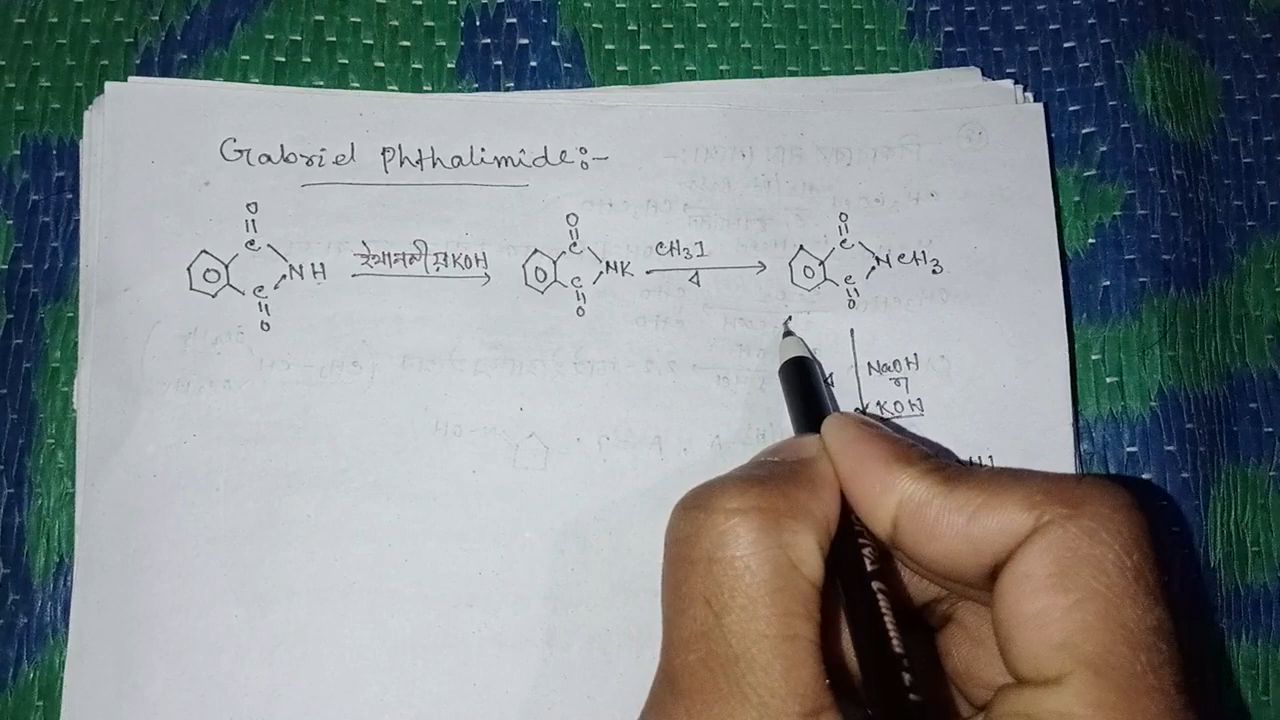 Gabriel Phthalimide:-
O O O
C C C
NH ইথানলীয় KOH NK CH3I NCH3
Δ
C C C
O O O
Δ NaOH
বা
KOH